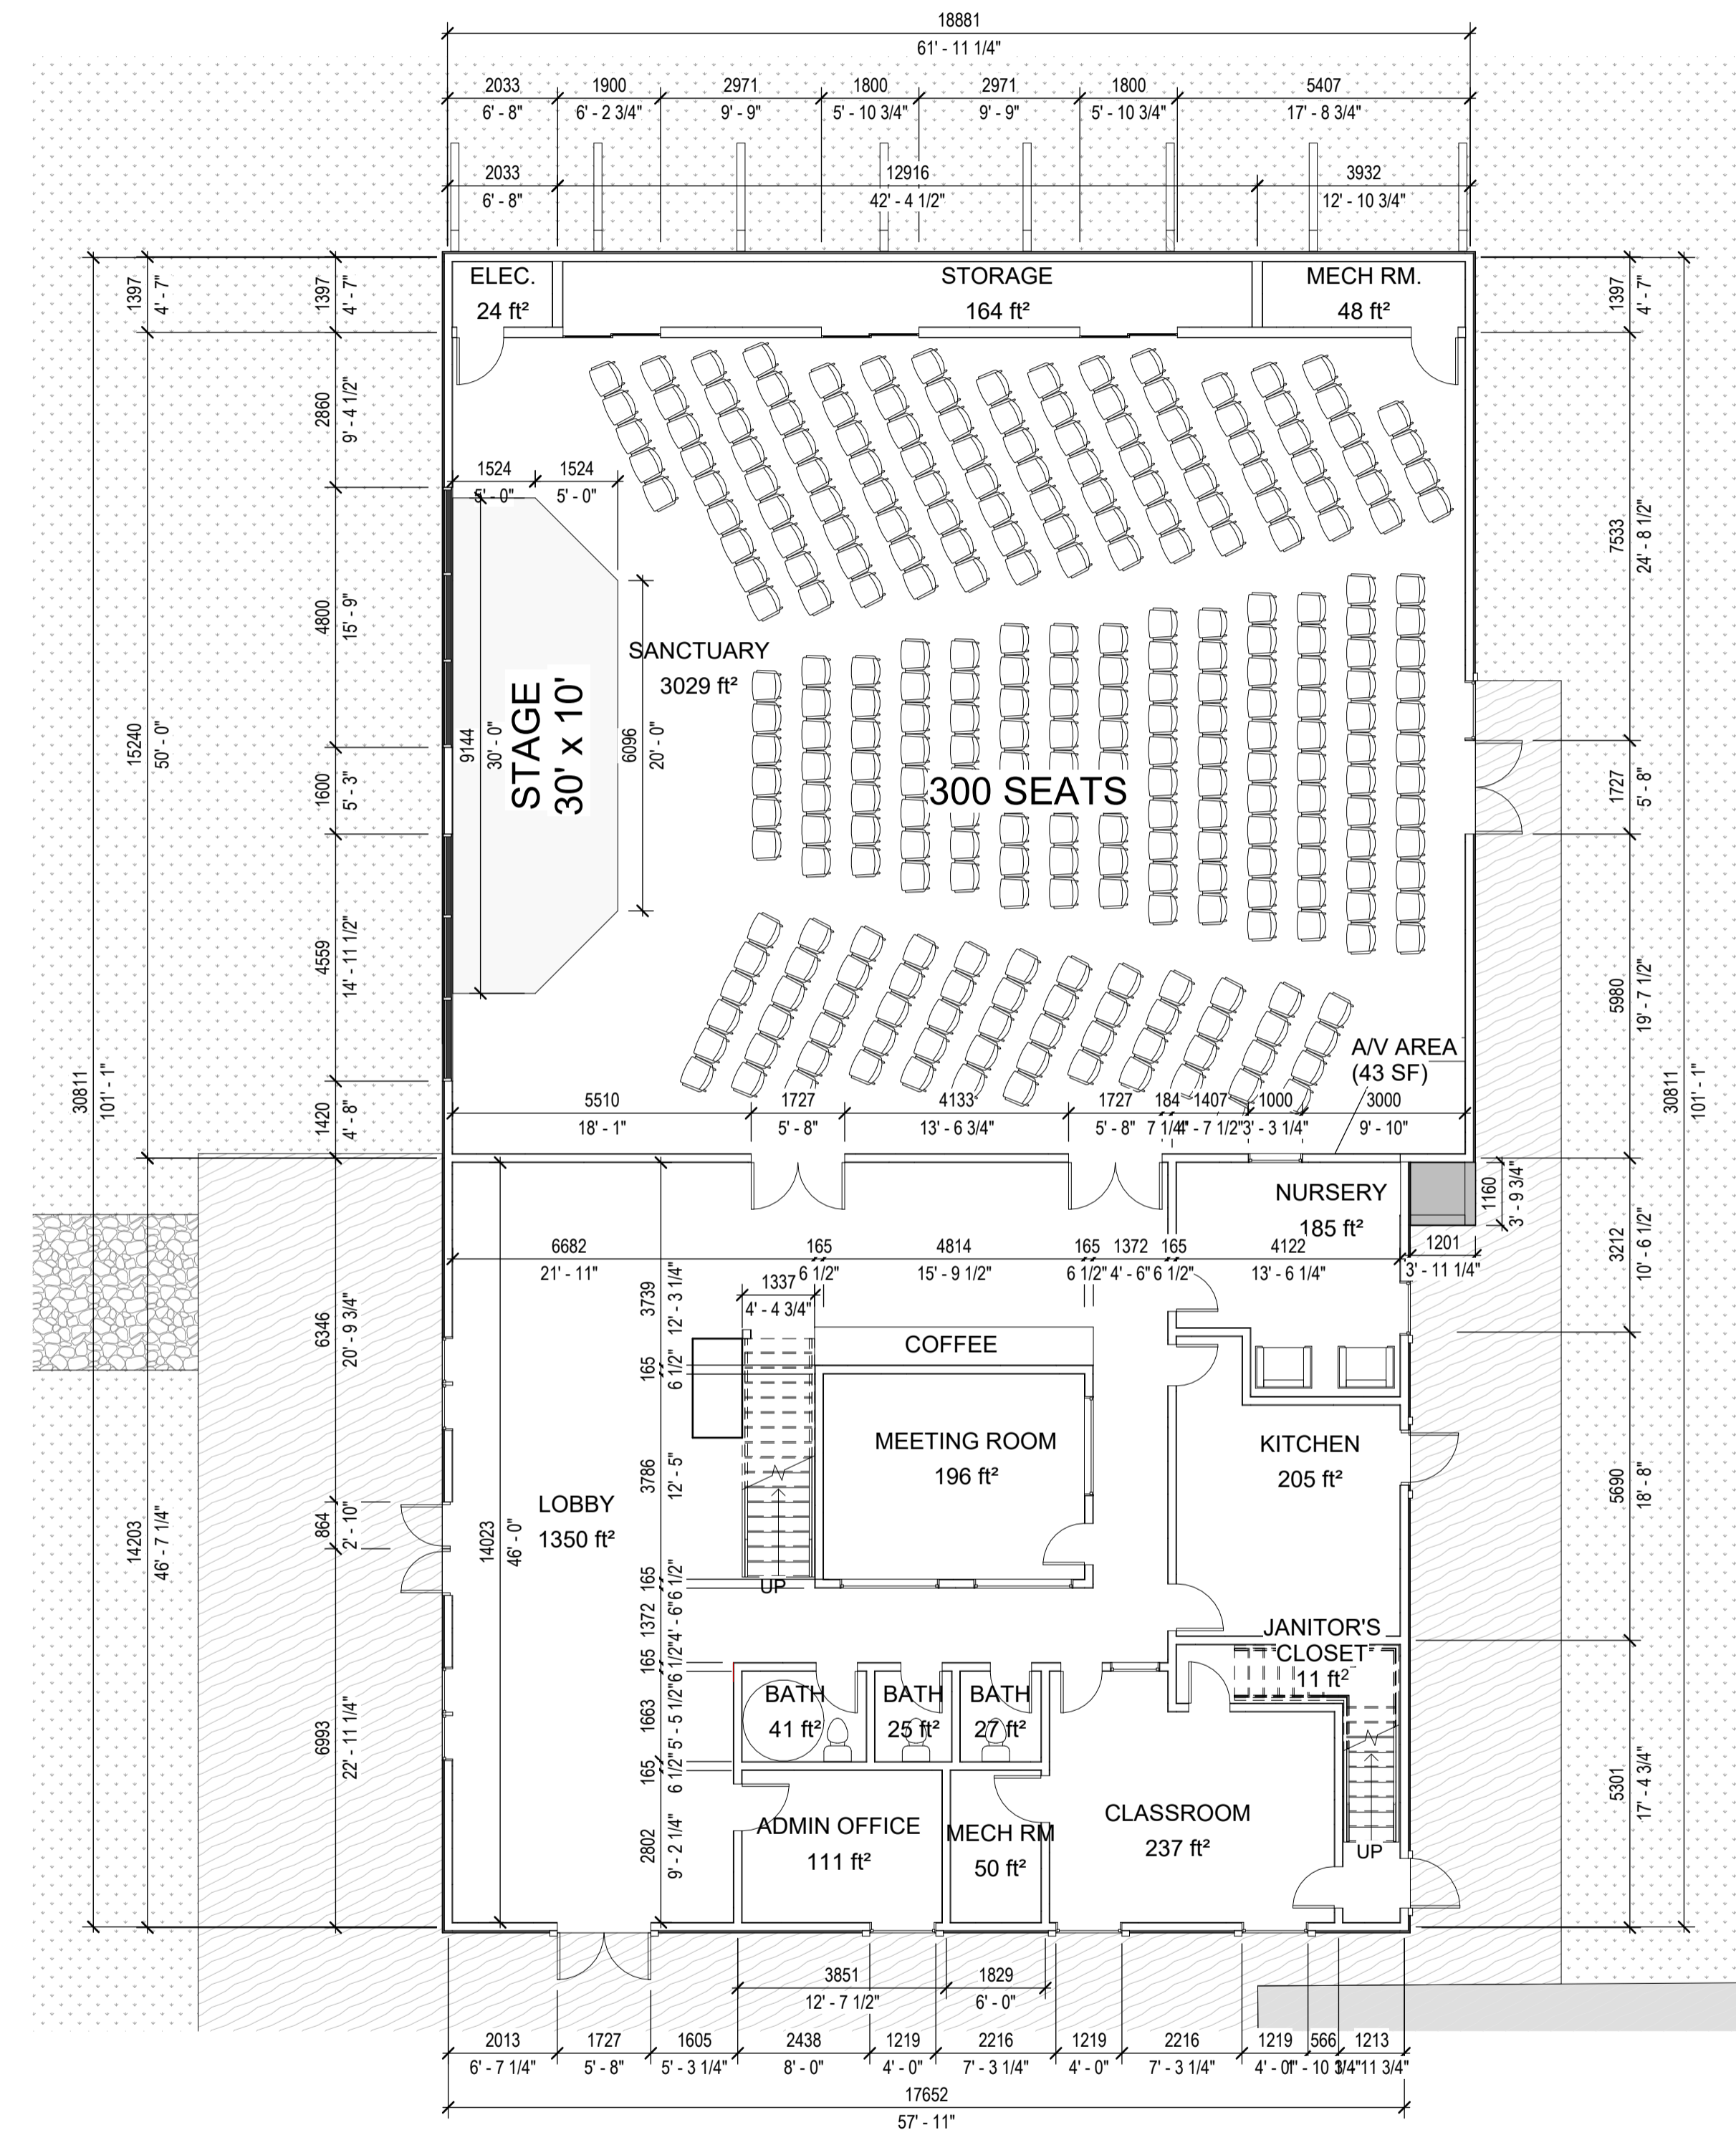 18881
61' - 11 1/4"
2033 1900 2971 1800 2971 1800 5407
6' - 8" 6' - 2 3/4" 9' - 9" 5' - 10 3/4" 9' - 9" 5' - 10 3/4" 17' - 8 3/4"
2033 12916 3932
6' - 8" 42' - 4 1/2" 12' - 10 3/4"
ELEC.
24 ft²
STORAGE
164 ft²
MECH RM.
48 ft²
1397
4' - 7"
1397
4' - 7"
1397
4' - 7"
2860
9' - 4 1/2"
1524 1524
5' - 0" 5' - 0"
7533
24' - 8 1/2"
4800
15' - 9"
SANCTUARY
3029 ft²
STAGE
30' x 10'
9144
30' - 0"
6096
20' - 0"
15240
50' - 0"
1600
5' - 3"
300 SEATS
1727
5' - 8"
4559
14' - 11 1/2"
5980
19' - 7 1/2"
30811
101' - 1"
30811
101' - 1"
1420
4' - 8"
A/V AREA
(43 SF)
5510 1727 4133 1727 184 1407 1000 3000
18' - 1" 5' - 8" 13' - 6 3/4" 5' - 8" 7 1/4" 4' - 7 1/2" 3' - 3 1/4" 9' - 10"
NURSERY
185 ft²
1160
3' - 9 3/4"
1201
3' - 11 1/4"
3212
10' - 6 1/2"
6682 165 4814 165 1372 165 4122
21' - 11" 6 1/2" 15' - 9 1/2" 6 1/2" 4' - 6" 6 1/2" 13' - 6 1/4"
1337
4' - 4 3/4"
3739
12' - 3 1/4"
6346
20' - 9 3/4"
COFFEE
165
6 1/2"
MEETING ROOM
196 ft²
KITCHEN
205 ft²
3786
12' - 5"
5690
18' - 8"
LOBBY
1350 ft²
14023
46' - 0"
864
2' - 10"
14203
46' - 7 1/4"
UP
165
6 1/2"
1372
4' - 6"
165
6 1/2"
JANITOR'S
CLOSET
11 ft²
BATH
41 ft²
BATH
25 ft²
BATH
27 ft²
1663
5' - 5 1/2"
165
6 1/2"
6993
22' - 11 1/4"
2802
9' - 2 1/4"
ADMIN OFFICE
111 ft²
MECH RM
50 ft²
CLASSROOM
237 ft²
UP
5301
17' - 4 3/4"
3851 1829
12' - 7 1/2" 6' - 0"
2013 1727 1605 2438 1219 2216 1219 2216 1219 566 1213
6' - 7 1/4" 5' - 8" 5' - 3 1/4" 8' - 0" 4' - 0" 7' - 3 1/4" 4' - 0" 7' - 3 1/4" 4' - 0"
17652
57' - 11"